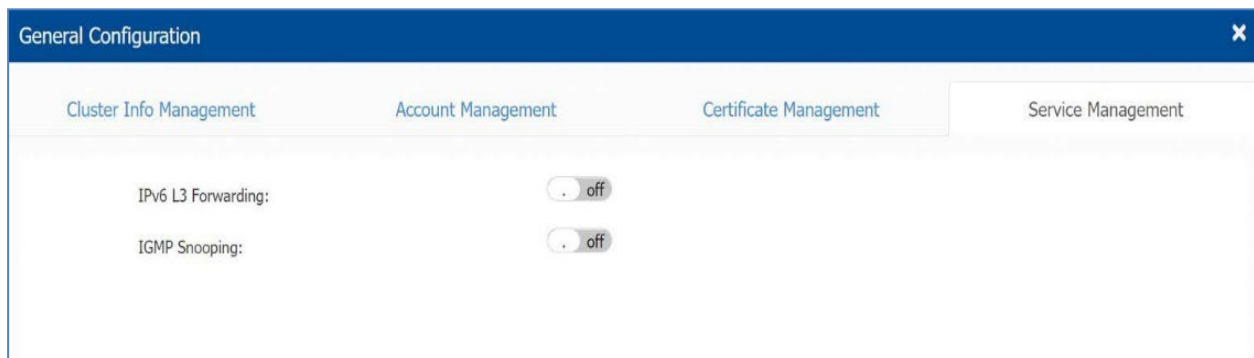 General Configuration
Cluster Info Management Account Management Certificate Management Service Management
IPv6 L3 Forwarding: off
IGMP Snooping: off